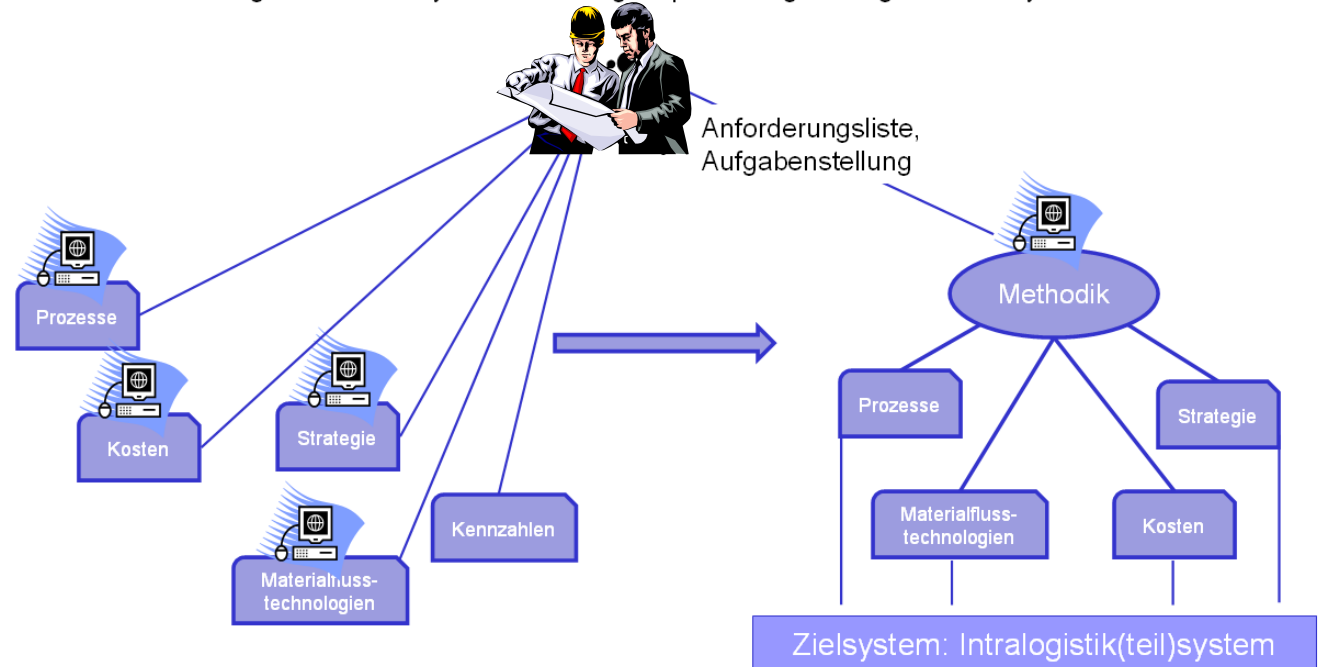 Anforderungsliste,
Aufgabenstellung
Prozesse
Kosten
Strategie
Materialfluss-
technologien
Kennzahlen
Methodik
Prozesse
Strategie
Materialfluss-
technologien
Kosten
Zielsystem: Intralogistik(teil)system